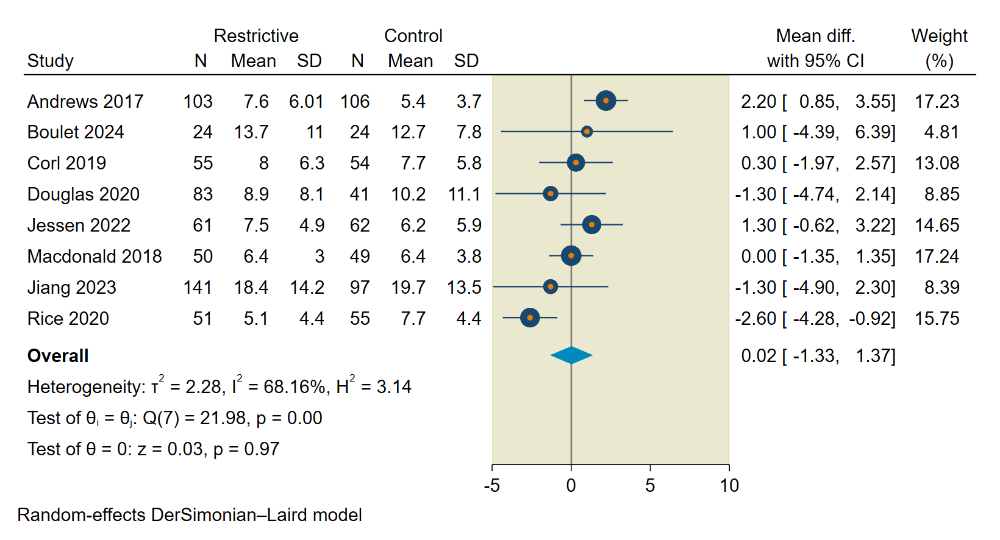 Restrictive Control Mean diff. Weight
Study N Mean SD N Mean SD with 95% CI (%)
Andrews 2017 103 7.6 6.01 106 5.4 3.7 2.20 [ 0.85, 3.55] 17.23
Boulet 2024 24 13.7 11 24 12.7 7.8 1.00 [ -4.39, 6.39] 4.81
Corl 2019 55 8 6.3 54 7.7 5.8 0.30 [ -1.97, 2.57] 13.08
Douglas 2020 83 8.9 8.1 41 10.2 11.1 -1.30 [ -4.74, 2.14] 8.85
Jessen 2022 61 7.5 4.9 62 6.2 5.9 1.30 [ -0.62, 3.22] 14.65
Macdonald 2018 50 6.4 3 49 6.4 3.8 0.00 [ -1.35, 1.35] 17.24
Jiang 2023 141 18.4 14.2 97 19.7 13.5 -1.30 [ -4.90, 2.30] 8.39
Rice 2020 51 5.1 4.4 55 7.7 4.4 -2.60 [ -4.28, -0.92] 15.75
Overall 0.02 [ -1.33, 1.37]
Heterogeneity: τ² = 2.28, I² = 68.16%, H² = 3.14
Test of θᵢ = θⱼ: Q(7) = 21.98, p = 0.00
Test of θ = 0: z = 0.03, p = 0.97
-5 0 5 10
Random-effects DerSimonian–Laird model